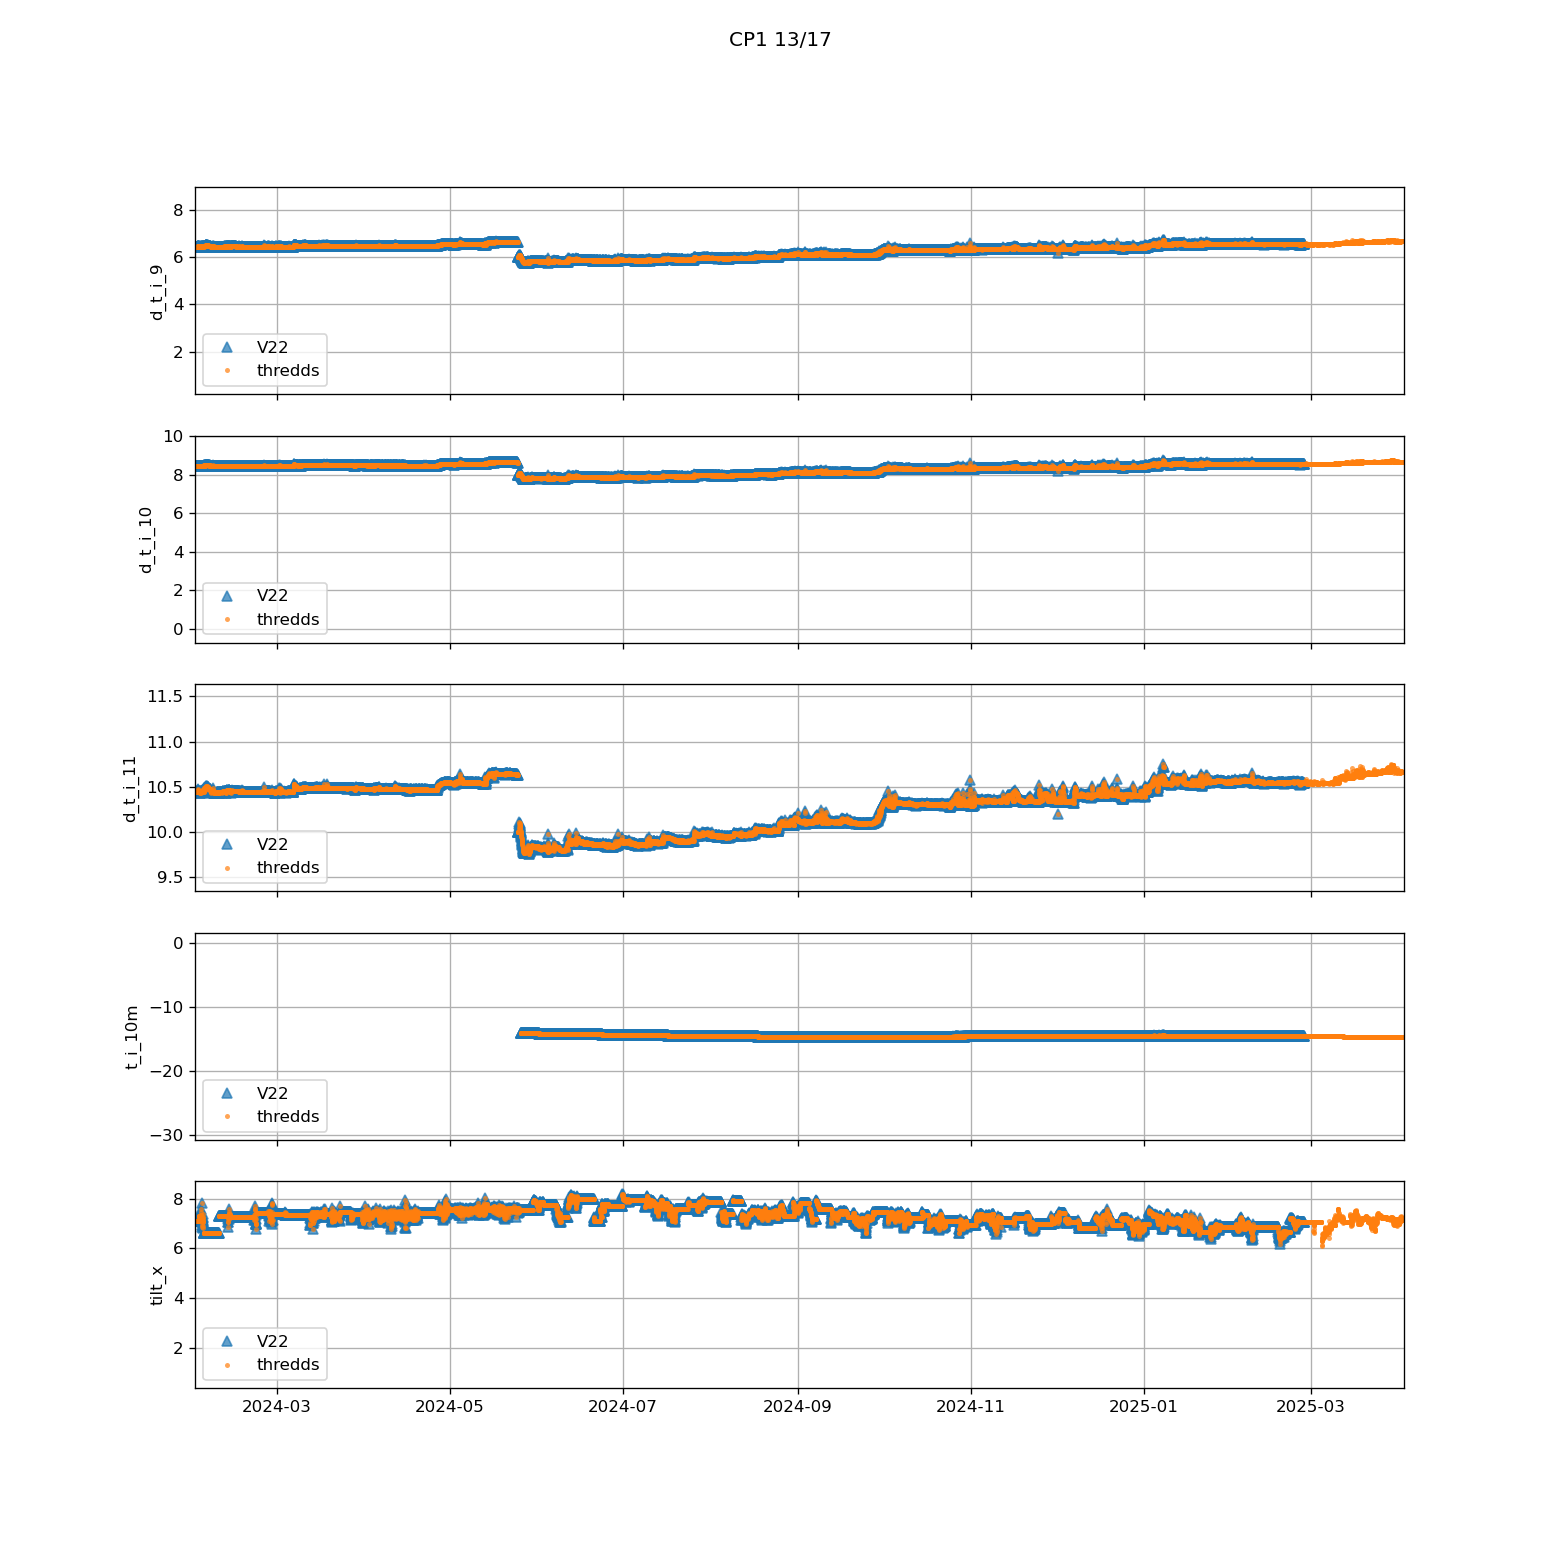 CP1 13/17
8
6
4
2
d_t_i_9
V22
thredds
10
8
6
4
2
0
d_t_i_10
V22
thredds
11.5
11.0
10.5
10.0
9.5
d_t_i_11
V22
thredds
0
−10
−20
−30
t_i_10m
V22
thredds
8
6
4
2
tilt_x
V22
thredds
2024-03 2024-05 2024-07 2024-09 2024-11 2025-01 2025-03